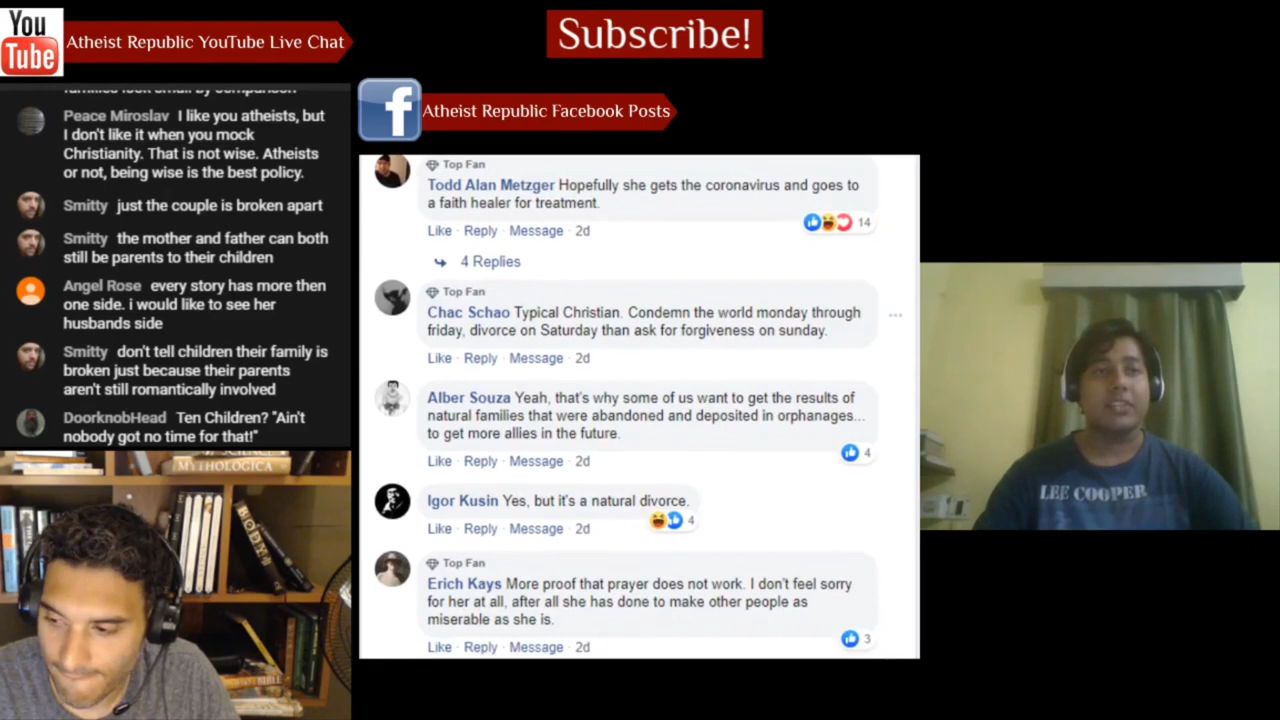 You
Tube
Atheist Republic YouTube Live Chat
Subscribe!
Atheist Republic Facebook Posts
families look small by comparison
Peace Miroslav I like you atheists, but
I don't like it when you mock
Christianity. That is not wise. Atheists
or not, being wise is the best policy.
Smitty just the couple is broken apart
Smitty the mother and father can both
still be parents to their children
Angel Rose every story has more then
one side. i would like to see her
husbands side
Smitty don't tell children their family is
broken just because their parents
aren't still romantically involved
DoorknobHead Ten Children? "Ain't
nobody got no time for that!"
Top Fan
Todd Alan Metzger Hopefully she gets the coronavirus and goes to
a faith healer for treatment.
14
Like · Reply · Message · 2d
4 Replies
Top Fan
Chac Schao Typical Christian. Condemn the world monday through
friday, divorce on Saturday than ask for forgiveness on sunday.
Like · Reply · Message · 2d
Alber Souza Yeah, that's why some of us want to get the results of
natural families that were abandoned and deposited in orphanages...
to get more allies in the future.
4
Like · Reply · Message · 2d
Igor Kusin Yes, but it's a natural divorce.
4
Like · Reply · Message · 2d
Top Fan
Erich Kays More proof that prayer does not work. I don't feel sorry
for her at all, after all she has done to make other people as
miserable as she is.
3
Like · Reply · Message · 2d
SCIENCE
MYTHOLOGICA
BODY
LEE COOPER